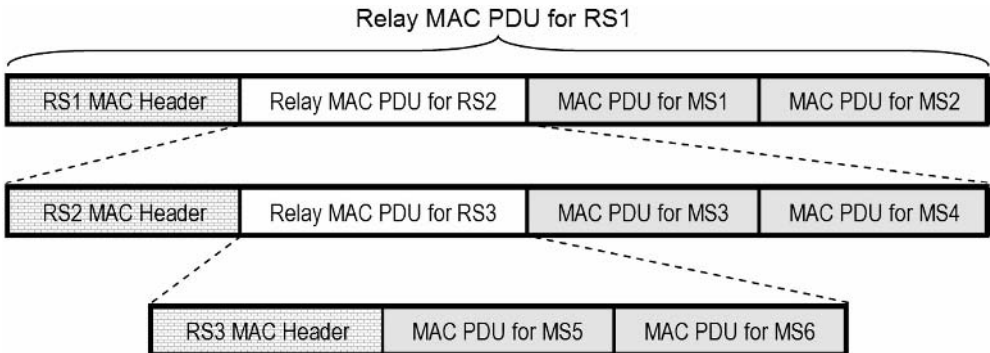 Relay MAC PDU for RS1
RS1 MAC Header Relay MAC PDU for RS2 MAC PDU for MS1 MAC PDU for MS2
RS2 MAC Header Relay MAC PDU for RS3 MAC PDU for MS3 MAC PDU for MS4
RS3 MAC Header MAC PDU for MS5 MAC PDU for MS6